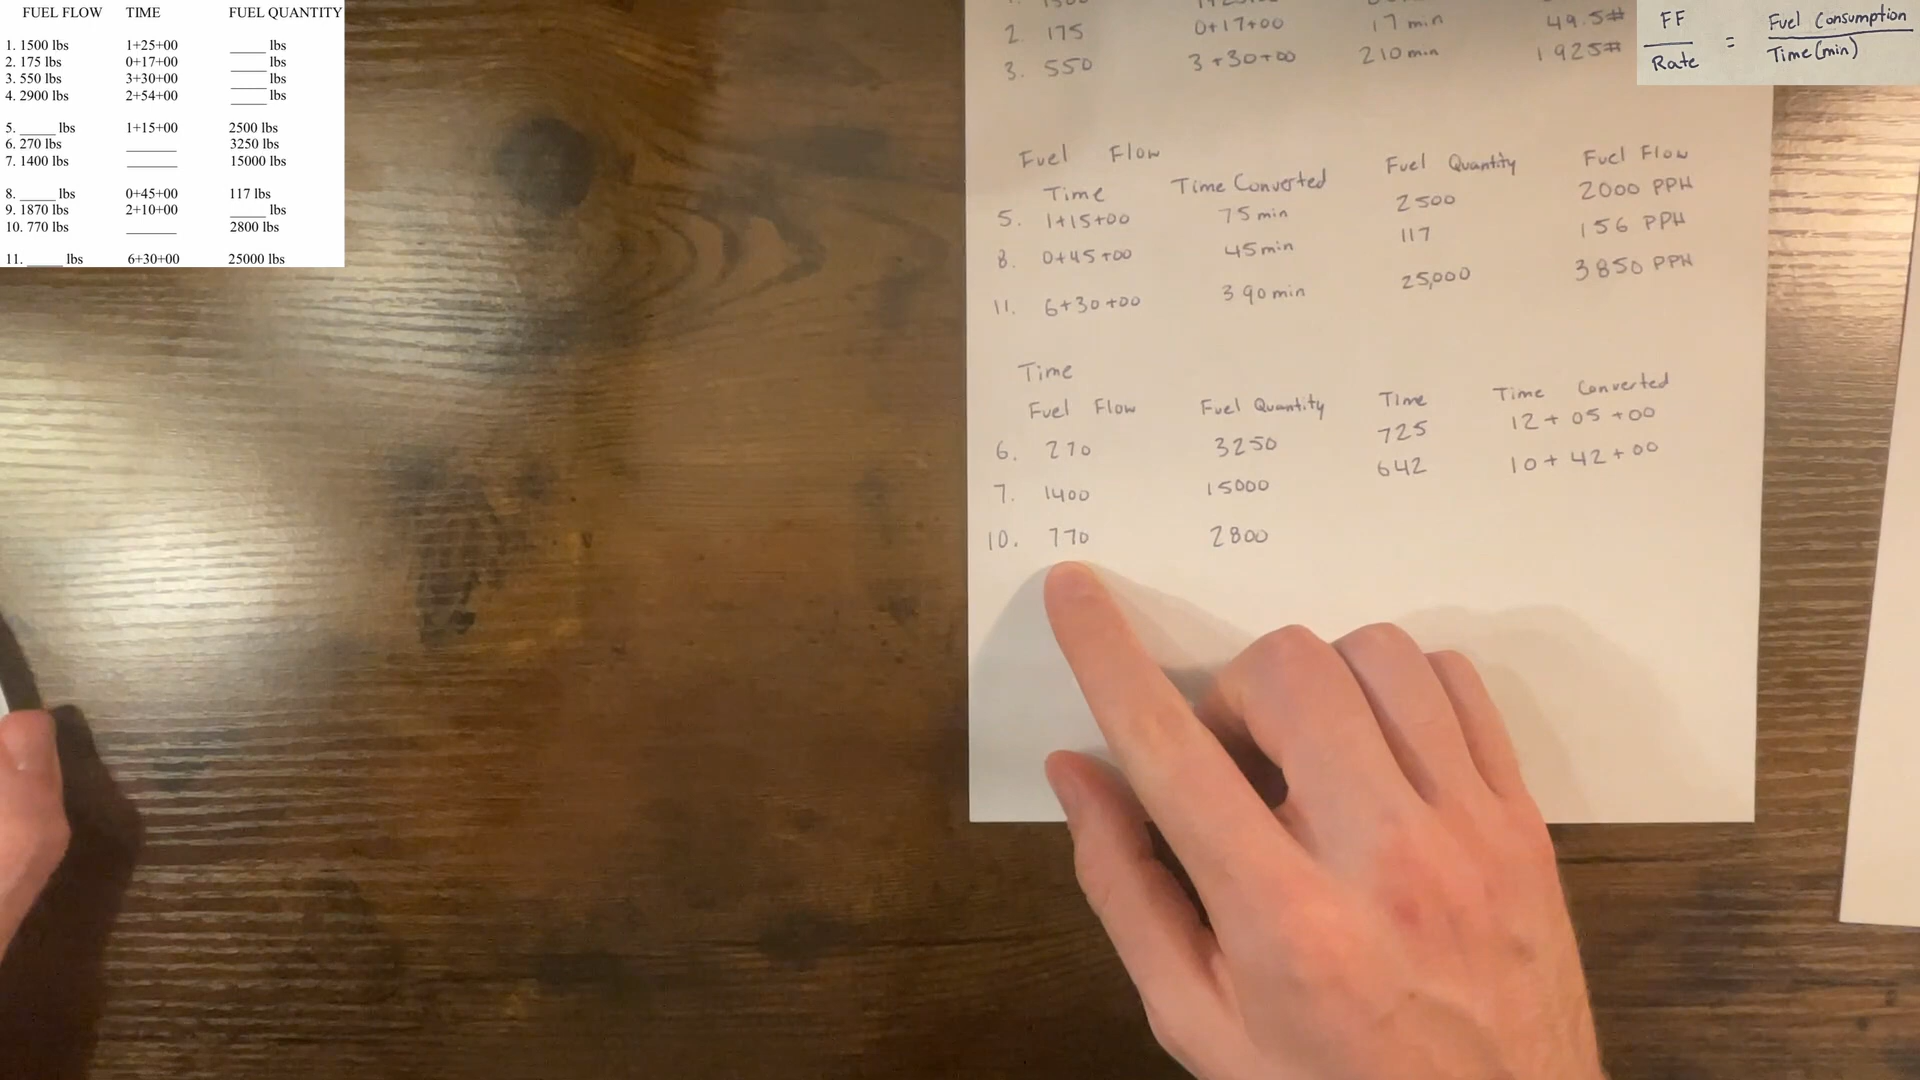 FUEL FLOW TIME FUEL QUANTITY
1. 1500 lbs 1+25+00 _____ lbs
2. 175 lbs 0+17+00 _____ lbs
3. 550 lbs 3+30+00 _____ lbs
4. 2900 lbs 2+54+00 _____ lbs
5. _____ lbs 1+15+00 2500 lbs
6. 270 lbs _______ 3250 lbs
7. 1400 lbs _______ 15000 lbs
8. _____ lbs 0+45+00 117 lbs
9. 1870 lbs 2+10+00 _____ lbs
10. 770 lbs _______ 2800 lbs
11. _____ lbs 6+30+00 25000 lbs
2. 175 0+17+00 17 min 49.5#
3. 550 3+30+00 210 min 1925#
FF = Fuel Consumption
Rate Time (min)
Fuel Flow
Time Time Converted Fuel Quantity Fuel Flow
5. 1+15+00 75 min 2500 2000 PPH
8. 0+45+00 45 min 117 156 PPH
11. 6+30+00 390 min 25,000 3850 PPH
Time
Fuel Flow Fuel Quantity Time Time Converted
6. 270 3250 725 12+05+00
7. 1400 15000 642 10+42+00
10. 770 2800